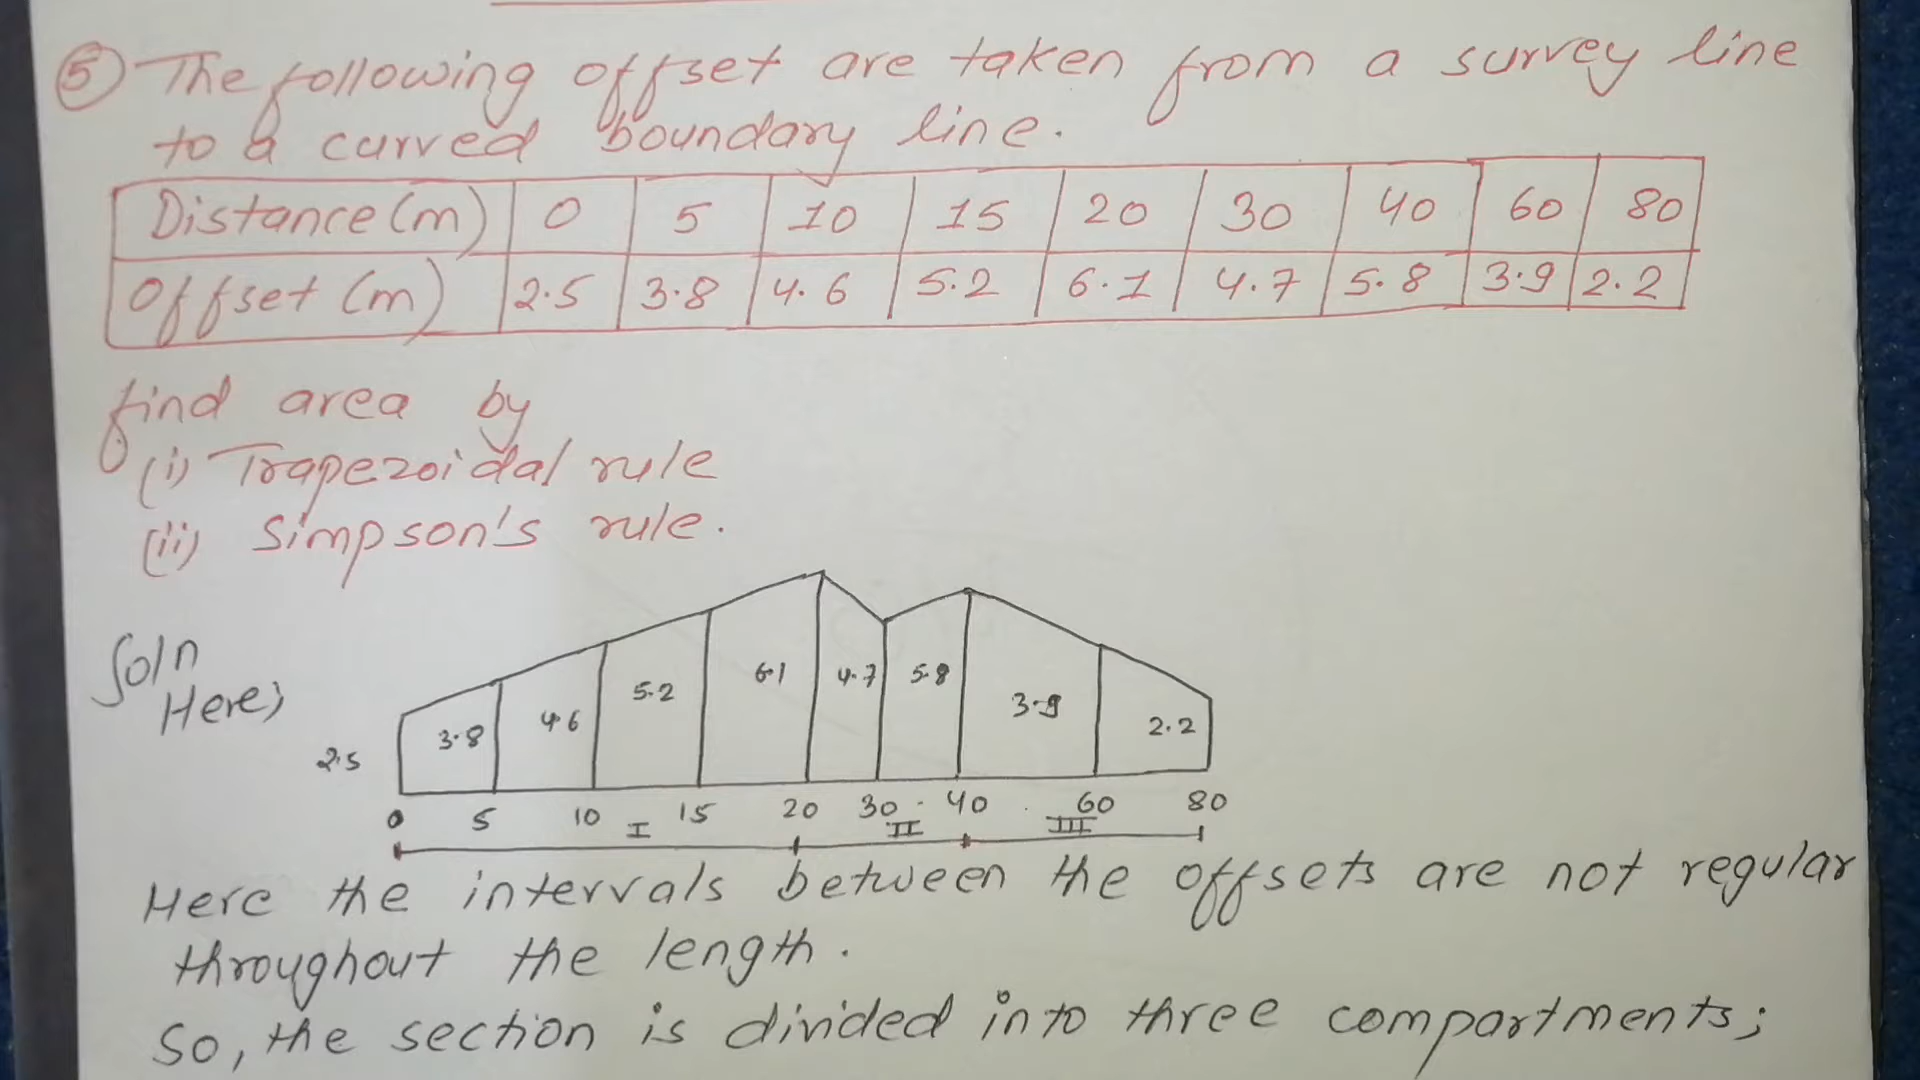 5 The following offset are taken from a survey line
to a curved boundary line.
Distance (m) 0 5 10 15 20 30 40 60 80
Offset (m) 2.5 3.8 4.6 5.2 6.1 4.7 5.8 3.9 2.2
find area by
(i) Trapezoidal rule
(ii) Simpson's rule.
Soln
Here,
2.5 3.8 4.6 5.2 6.1 4.7 5.8 3.9 2.2
0 5 10 15 20 30 40 60 80
I II III
Here the intervals between the offsets are not regular
throughout the length.
So, the section is divided into three compartments;